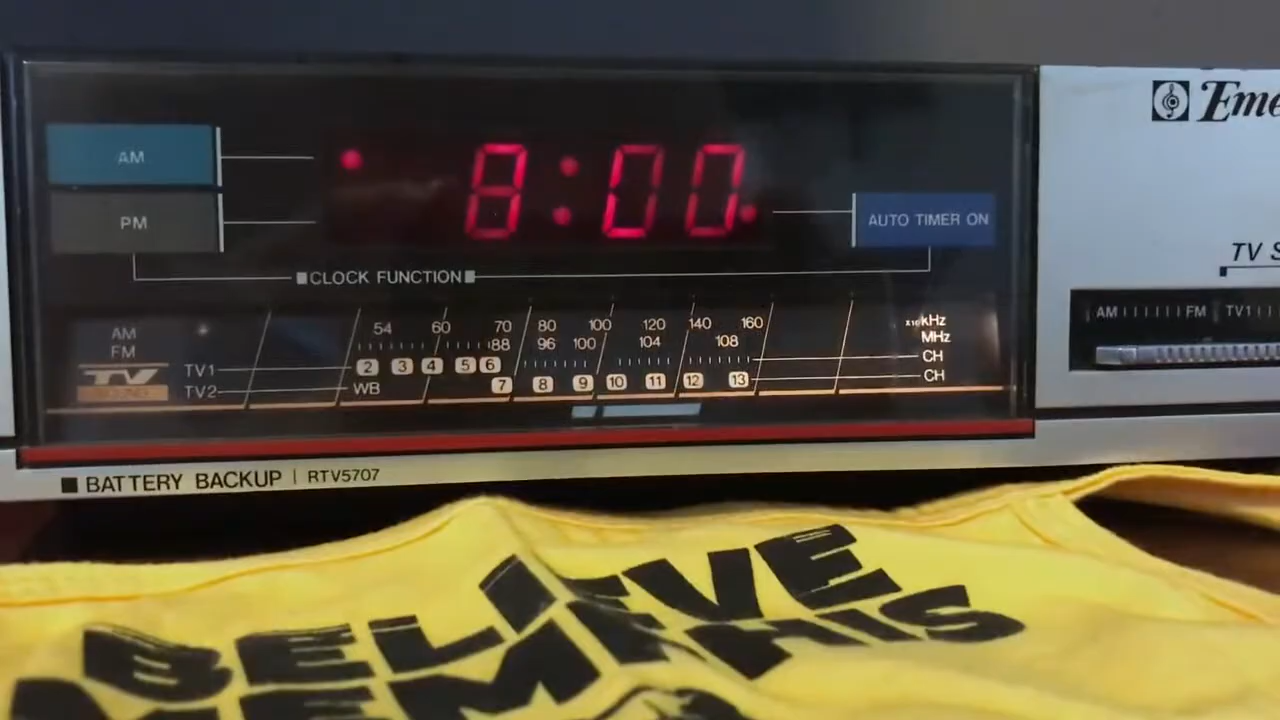 AM
8:00
PM
AUTO TIMER ON
CLOCK FUNCTION
Eme
TV S
AM FM TV1
AM 54 60 70 80 100 120 140 160 x10 kHz
FM 88 96 100 104 108 MHz
TV TV1 2 3 4 5 6 CH
SOUND TV2 WB 7 8 9 10 11 12 13 CH
BATTERY BACKUP | RTV5707
BELIEVE
MEMPHIS